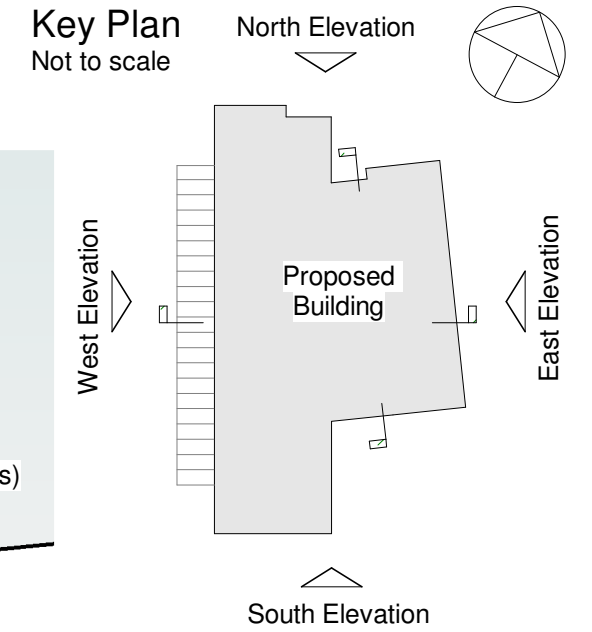 Key Plan
Not to scale
North Elevation
West Elevation
Proposed
Building
East Elevation
s)
South Elevation